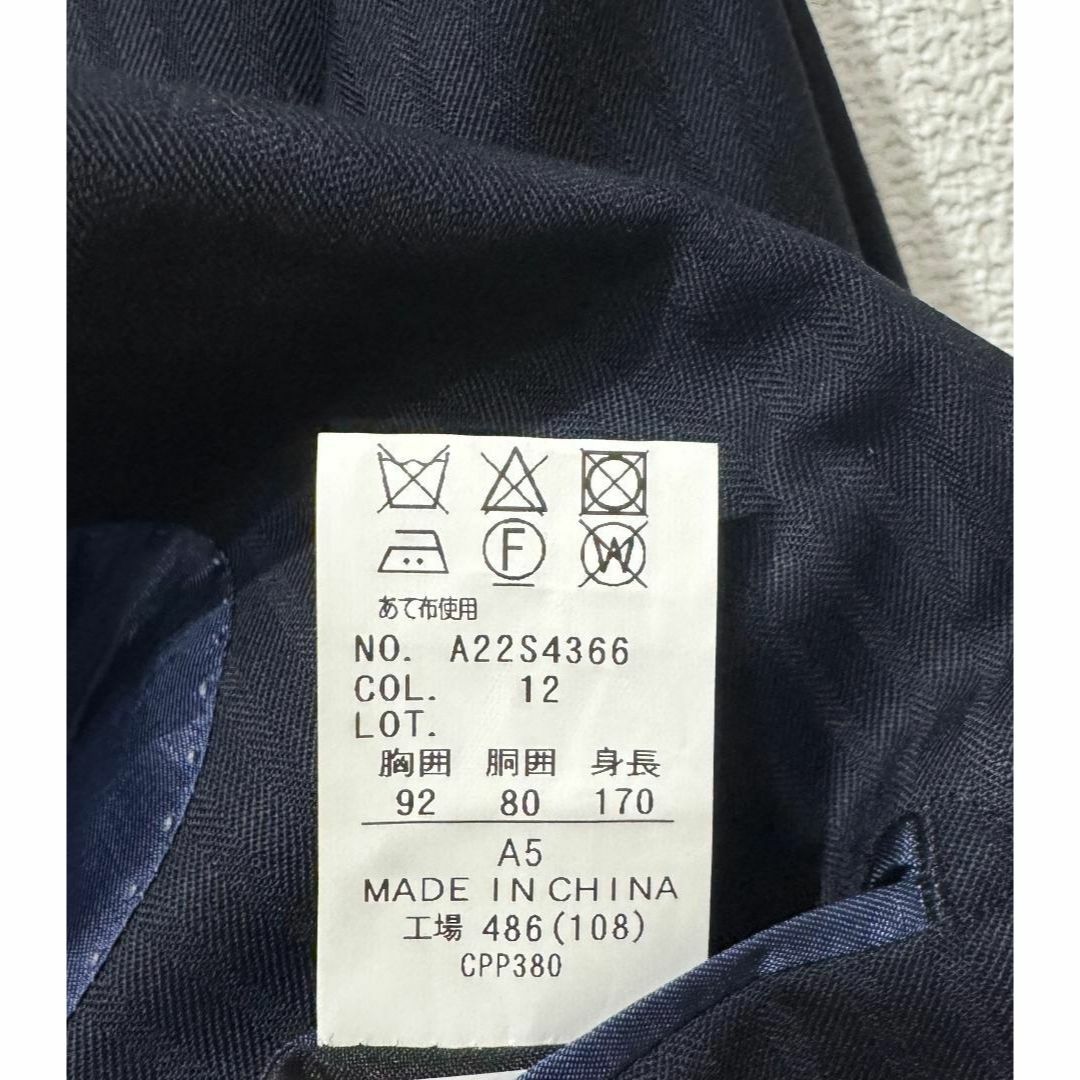 F W
あて布使用
NO. A22S4366
COL. 12
LOT.
胸囲 胴囲 身長
92 80 170
A5
MADE IN CHINA
工場 486(108)
CPP380